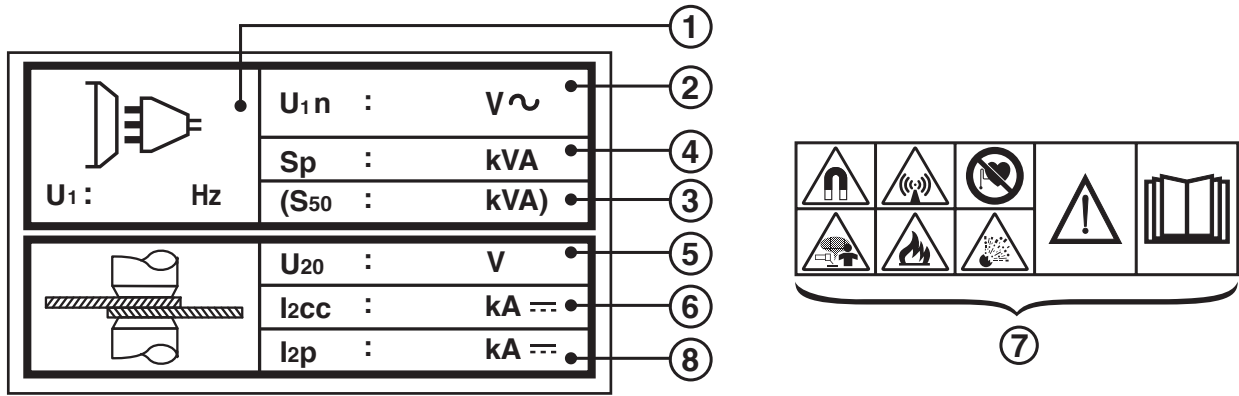 ①
U1n : V~ ②
Sp : kVA ④
U1: Hz (S50 : kVA) ③
U20 : V ⑤
I2cc : kA ⎓ ⑥
I2p : kA ⎓ ⑧
⑦